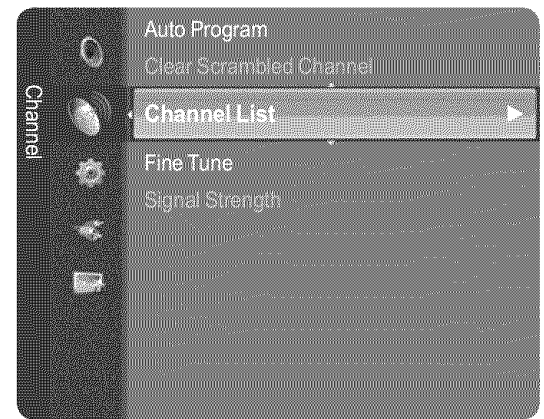 Channel
Auto Program
Clear Scrambled Channel
Channel List
Fine Tune
Signal Strength